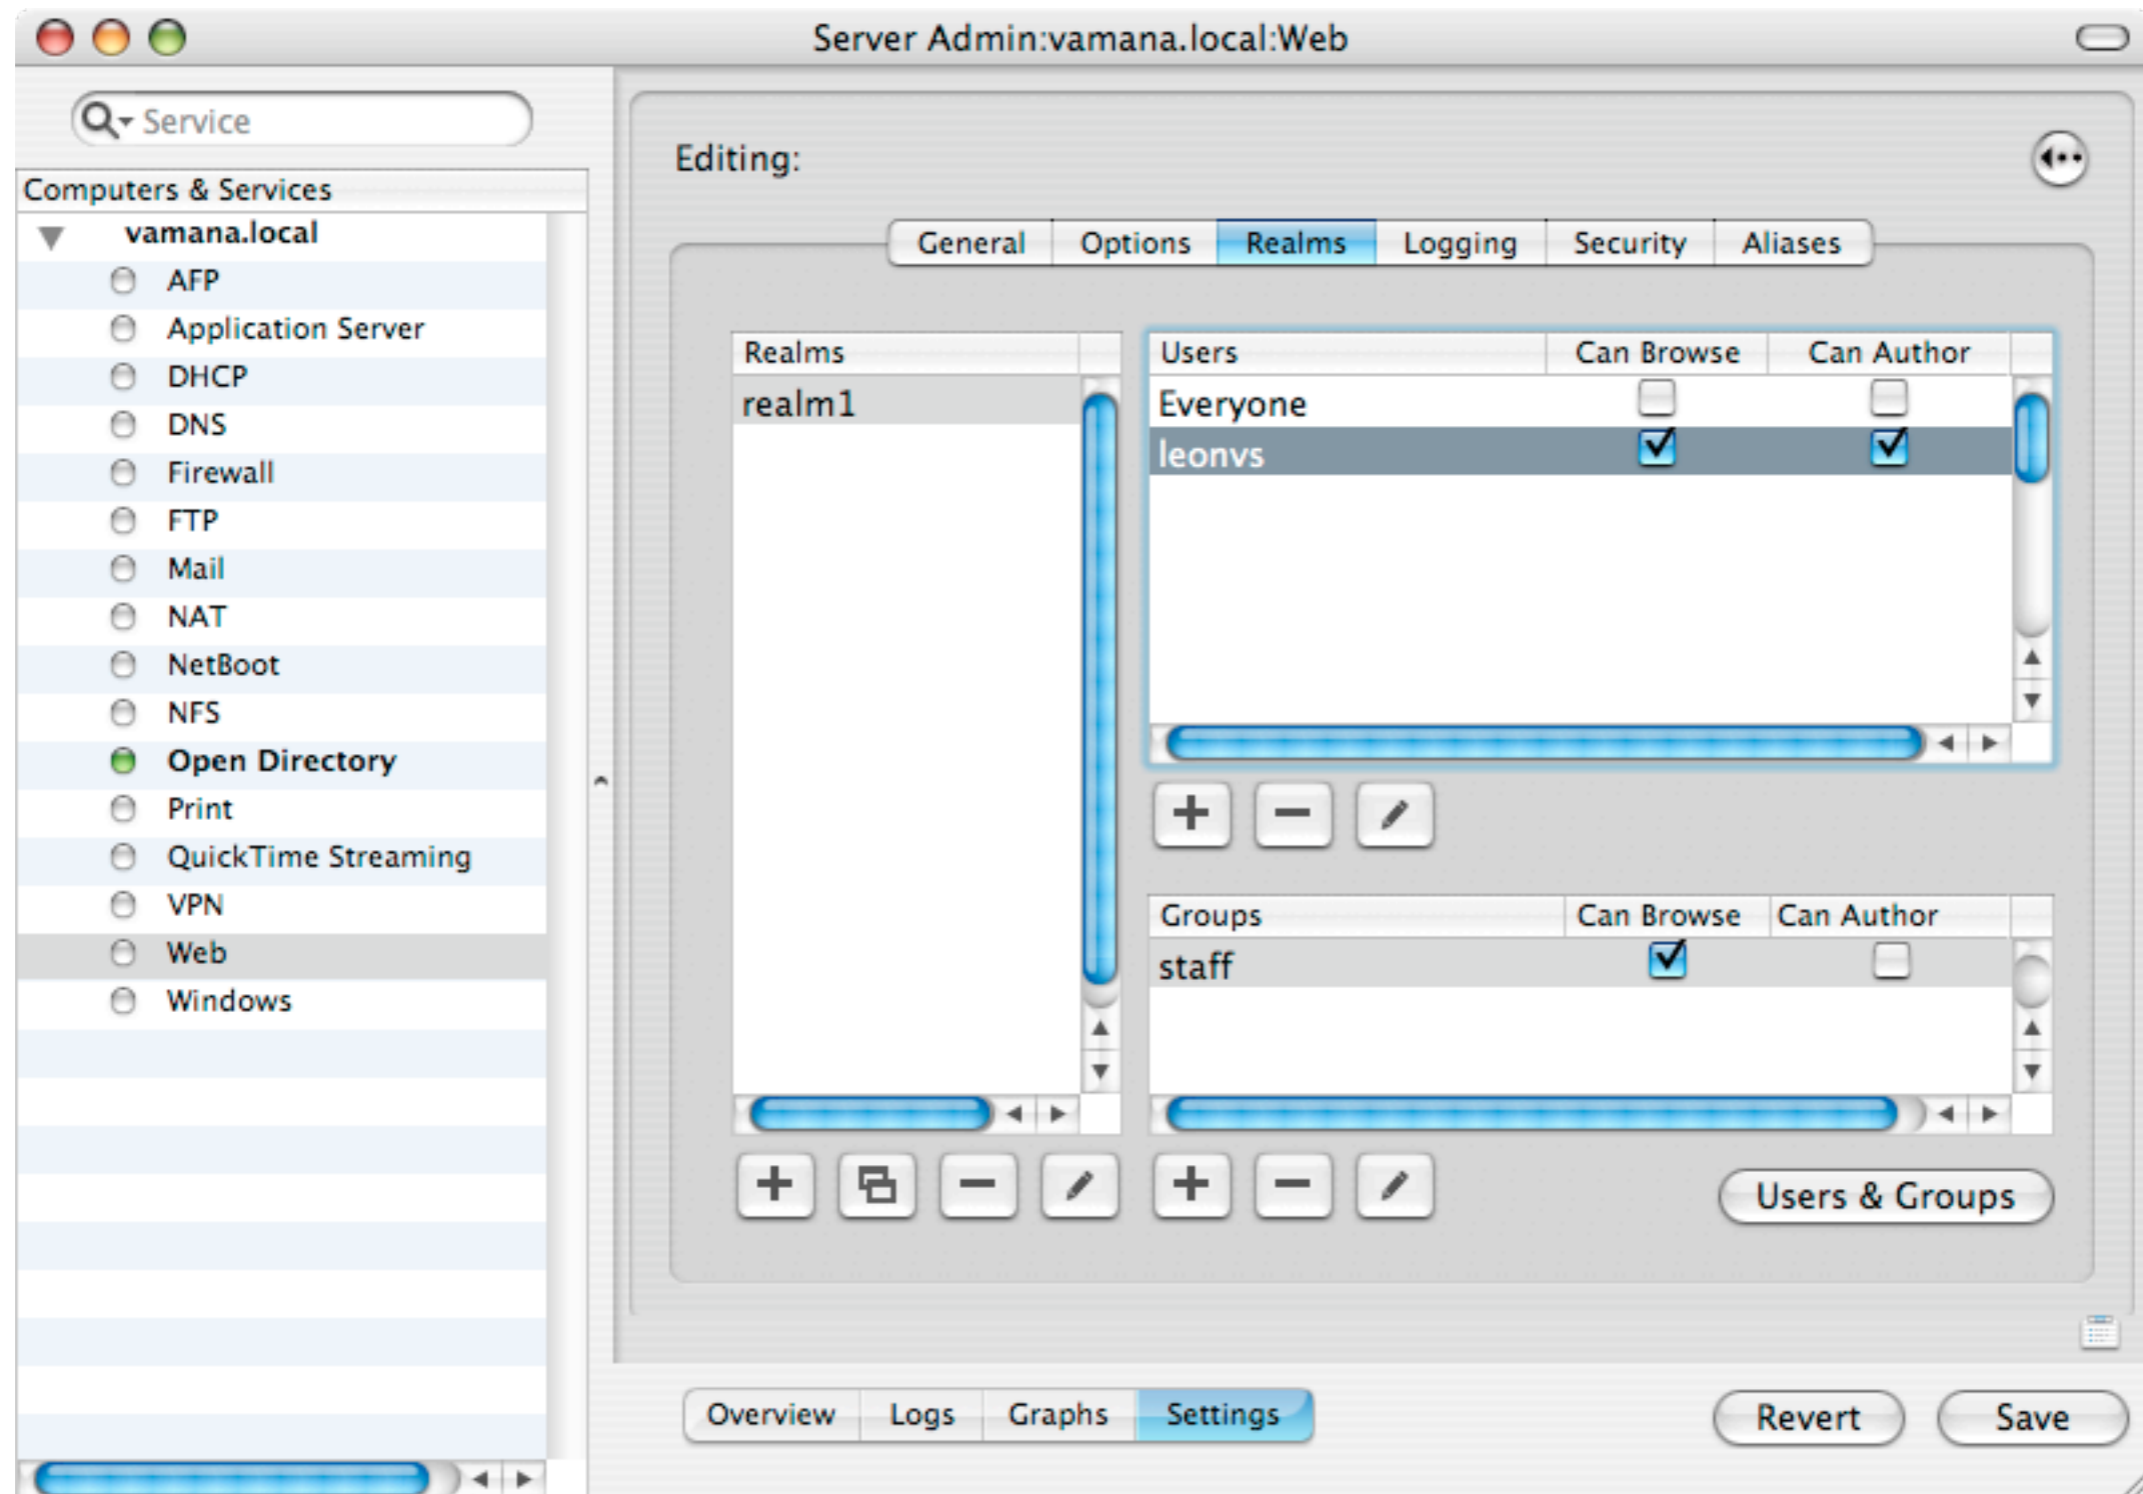 Server Admin:vamana.local:Web
Service
Computers & Services
vamana.local
AFP
Application Server
DHCP
DNS
Firewall
FTP
Mail
NAT
NetBoot
NFS
Open Directory
Print
QuickTime Streaming
VPN
Web
Windows
Editing:
General Options Realms Logging Security Aliases
Realms
realm1
Users Can Browse Can Author
Everyone
leonvs
Groups Can Browse Can Author
staff
Users & Groups
Overview Logs Graphs Settings
Revert Save